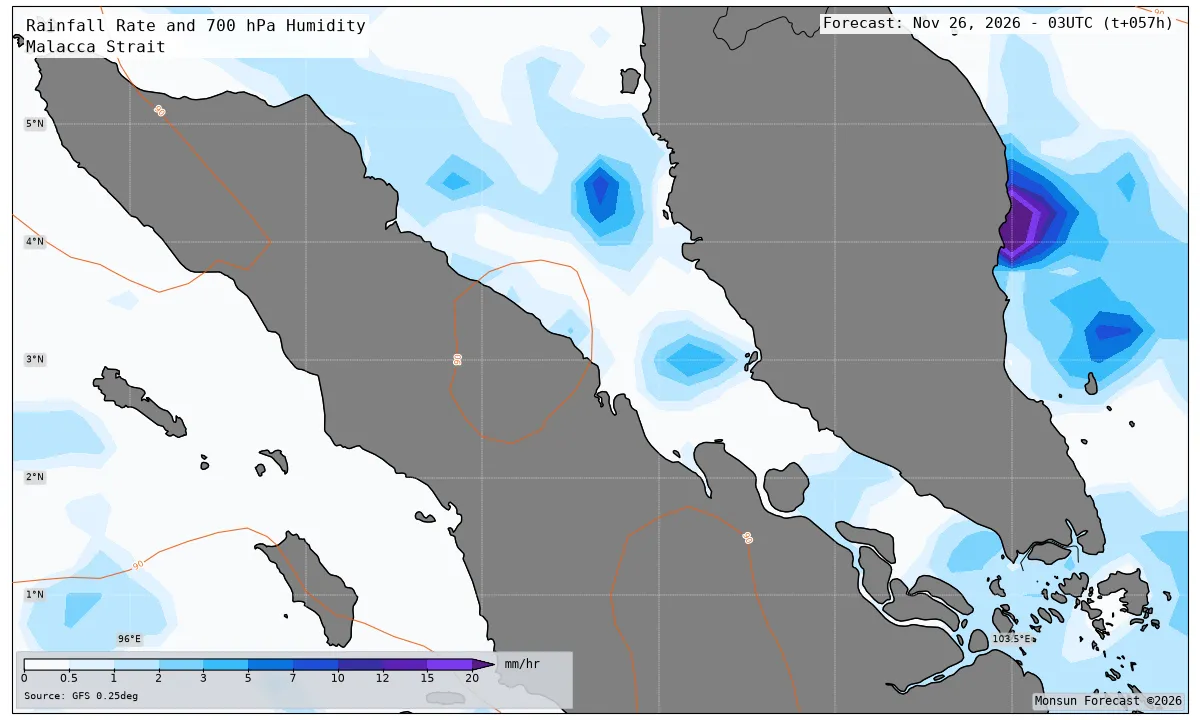 Rainfall Rate and 700 hPa Humidity
Malacca Strait
Forecast: Nov 26, 2026 - 03UTC (t+057h)
90
90
5°N
4°N
3°N
90
2°N
90
90
1°N
96°E
103.5°E
mm/hr
0 0.5 1 2 3 5 7 10 12 15 20
Source: GFS 0.25deg
Monsun Forecast ©2026